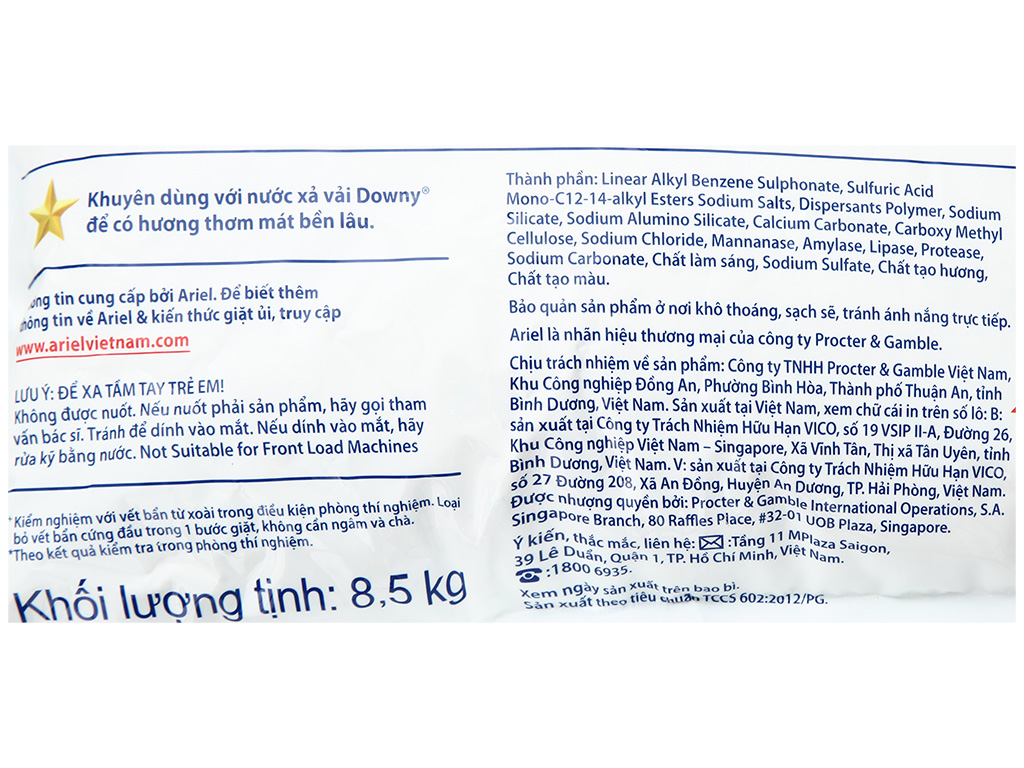 Khuyên dùng với nước xả vải Downy®
để có hương thơm mát bền lâu.
tin cung cấp bởi Ariel. Để biết thêm
tin về Ariel & kiến thức giặt ủi, truy cập
www.arielvietnam.com
LƯU Ý: ĐỂ XA TẦM TAY TRẺ EM!
Không được nuốt. Nếu nuốt phải sản phẩm, hãy gọi tham
vấn bác sĩ. Tránh để dính vào mắt. Nếu dính vào mắt, hãy
rửa kỹ bằng nước. Not Suitable for Front Load Machines
*Kiểm nghiệm với vết bẩn từ xoài trong điều kiện phòng thí nghiệm. Loại
bỏ vết bẩn cứng đầu trong 1 bước giặt, không cần ngâm và chà.
*Theo kết quả kiểm tra trong phòng thí nghiệm.
Khối lượng tịnh: 8,5 kg
Thành phần: Linear Alkyl Benzene Sulphonate, Sulfuric Acid
Mono-C12-14-alkyl Esters Sodium Salts, Dispersants Polymer, Sodium
Silicate, Sodium Alumino Silicate, Calcium Carbonate, Carboxy Methyl
Cellulose, Sodium Chloride, Mannanase, Amylase, Lipase, Protease,
Sodium Carbonate, Chất làm sáng, Sodium Sulfate, Chất tạo hương,
Chất tạo màu.
Bảo quản sản phẩm ở nơi khô thoáng, sạch sẽ, tránh ánh nắng trực tiếp.
Ariel là nhãn hiệu thương mại của công ty Procter & Gamble.
Chịu trách nhiệm về sản phẩm: Công ty TNHH Procter & Gamble Việt Nam,
Khu Công nghiệp Đồng An, Phường Bình Hòa, Thành phố Thuận An, tỉnh
Bình Dương, Việt Nam. Sản xuất tại Việt Nam, xem chữ cái in trên số lô: B:
sản xuất tại Công ty Trách Nhiệm Hữu Hạn VICO, số 19 VSIP II-A, Đường 26,
Khu Công nghiệp Việt Nam – Singapore, Xã Vĩnh Tân, Thị xã Tân Uyên, tỉnh
Bình Dương, Việt Nam. V: sản xuất tại Công ty Trách Nhiệm Hữu Hạn VICO,
số 27 Đường 208, Xã An Đồng, Huyện An Dương, TP. Hải Phòng, Việt Nam.
Được nhượng quyền bởi: Procter & Gamble International Operations, S.A.
Singapore Branch, 80 Raffles Place, #32-01 UOB Plaza, Singapore.
Ý kiến, thắc mắc, liên hệ: :Tầng 11 MPlaza Saigon,
39 Lê Duẩn, Quận 1, TP. Hồ Chí Minh, Việt Nam.
:1800 6935.
Xem ngày sản xuất trên bao bì.
Sản xuất theo tiêu chuẩn TCCS 602:2012/PG.